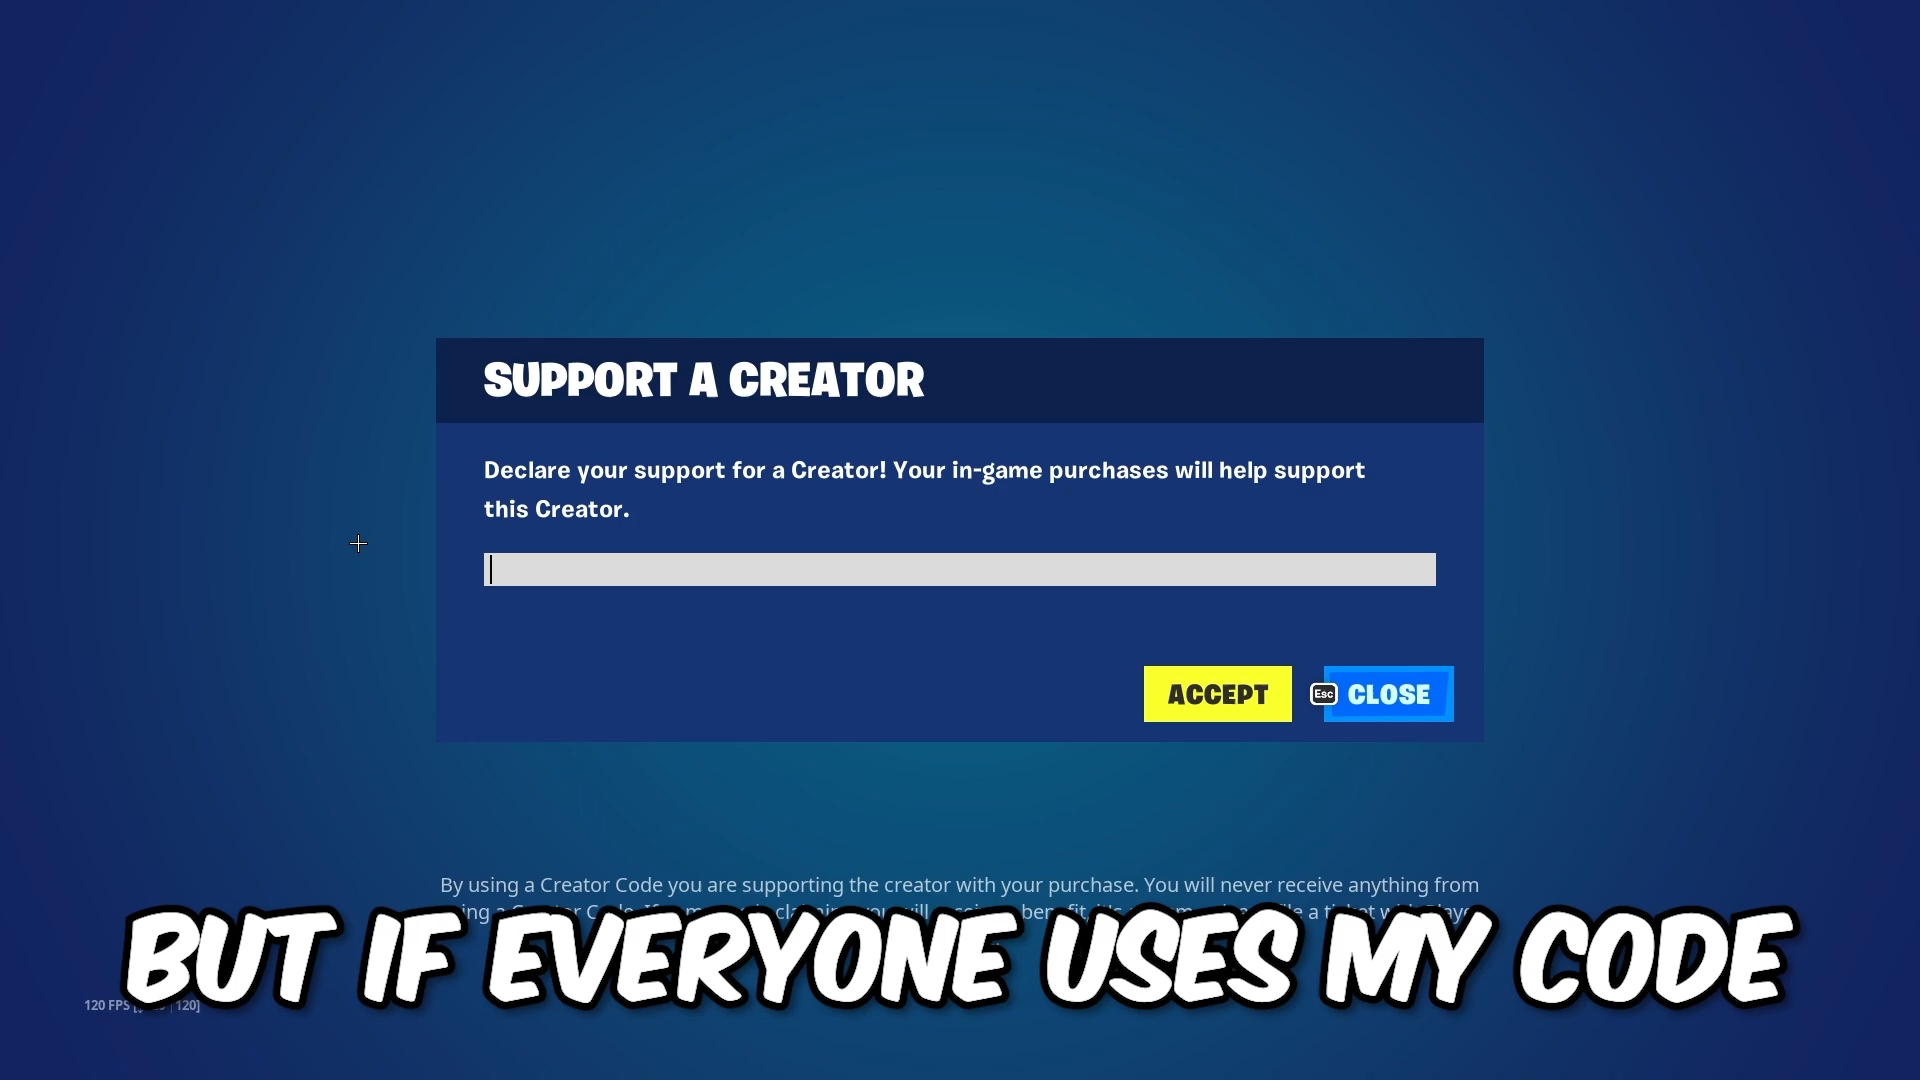 SUPPORT A CREATOR
Declare your support for a Creator! Your in-game purchases will help support
this Creator.
ACCEPT
Esc CLOSE
By using a Creator Code you are supporting the creator with your purchase. You will never receive anything from
BUT IF EVERYONE USES MY CODE
120 FPS
120]